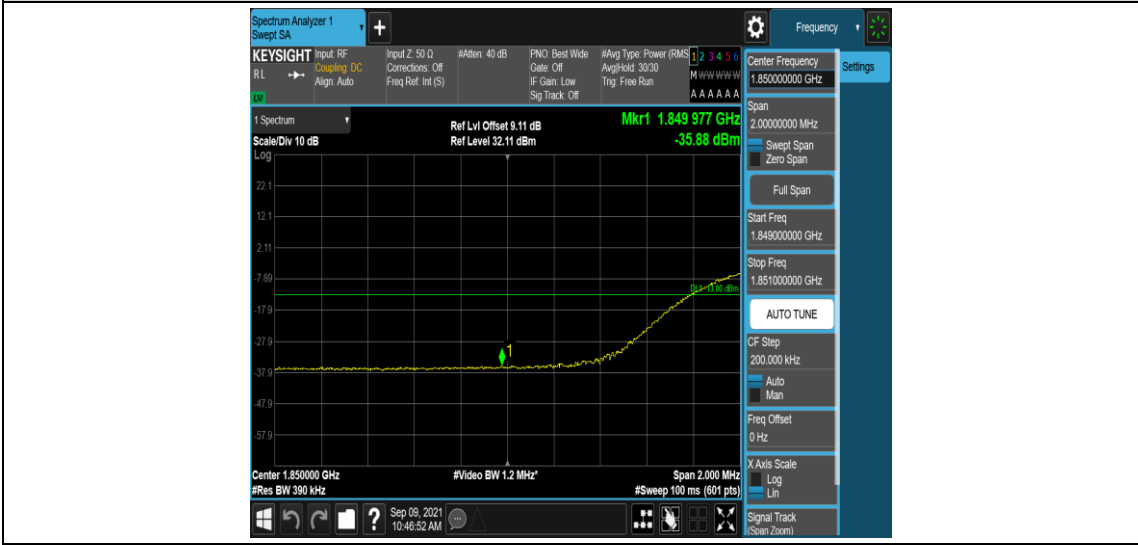 Spectrum Analyzer 1
Swept SA
+
Frequency
KEYSIGHT
RL
LXI
Input: RF
Coupling: DC
Align: Auto
Input Z: 50 Ω
Corrections: Off
Freq Ref: Int (S)
#Atten: 40 dB
PNO: Best Wide
Gate: Off
IF Gain: Low
Sig Track: Off
#Avg Type: Power (RMS
Avg|Hold: 30/30
Trig: Free Run
1 2 3 4 5 6
M W W W W W
A A A A A A
1 Spectrum
Scale/Div 10 dB
Log
Ref Lvl Offset 9.11 dB
Ref Level 32.11 dBm
Mkr1 1.849 977 GHz
-35.88 dBm
22.1
12.1
2.11
-7.89
DL1 -13.00 dBm
-17.9
-27.9
1
-37.9
-47.9
-57.9
Center 1.850000 GHz
#Video BW 1.2 MHz*
Span 2.000 MHz
#Res BW 390 kHz
#Sweep 100 ms (601 pts)
Center Frequency
1.850000000 GHz
Settings
Span
2.00000000 MHz
Swept Span
Zero Span
Full Span
Start Freq
1.849000000 GHz
Stop Freq
1.851000000 GHz
AUTO TUNE
CF Step
200.000 kHz
Auto
Man
Freq Offset
0 Hz
X Axis Scale
Log
Lin
Signal Track
(Span Zoom)
?
Sep 09, 2021
10:46:52 AM